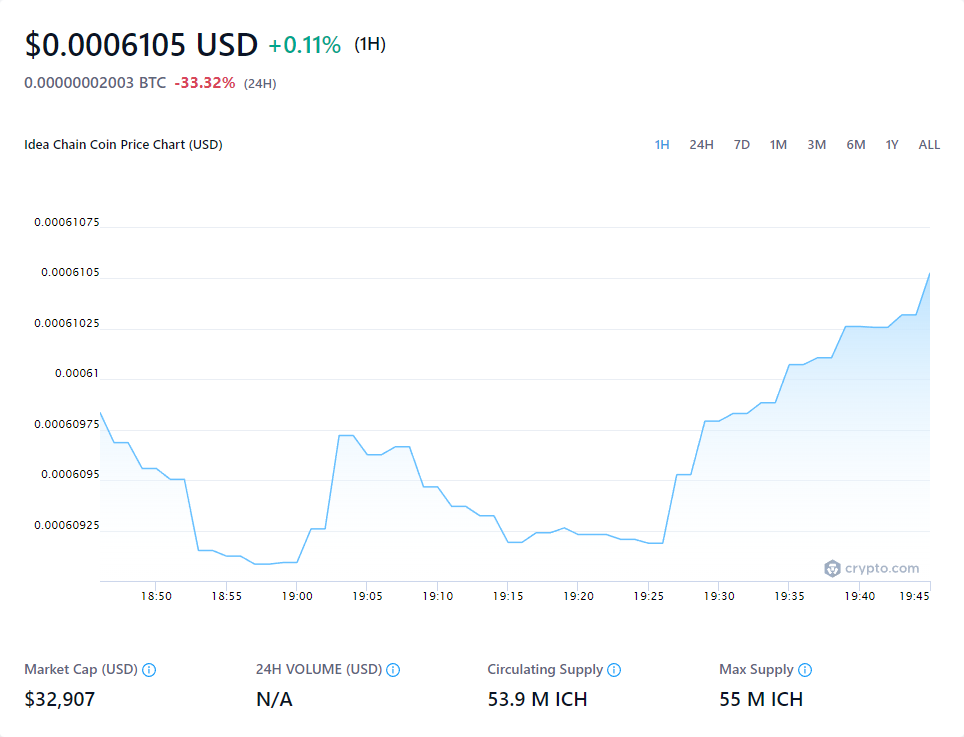 $0.0006105 USD +0.11% (1H)
0.00000002003 BTC -33.32% (24H)
Idea Chain Coin Price Chart (USD)
1H 24H 7D 1M 3M 6M 1Y ALL
0.00061075
0.0006105
0.00061025
0.00061
0.00060975
0.0006095
0.00060925
crypto.com
18:50 18:55 19:00 19:05 19:10 19:15 19:20 19:25 19:30 19:35 19:40 19:45
Market Cap (USD) 24H VOLUME (USD) Circulating Supply Max Supply
$32,907 N/A 53.9 M ICH 55 M ICH